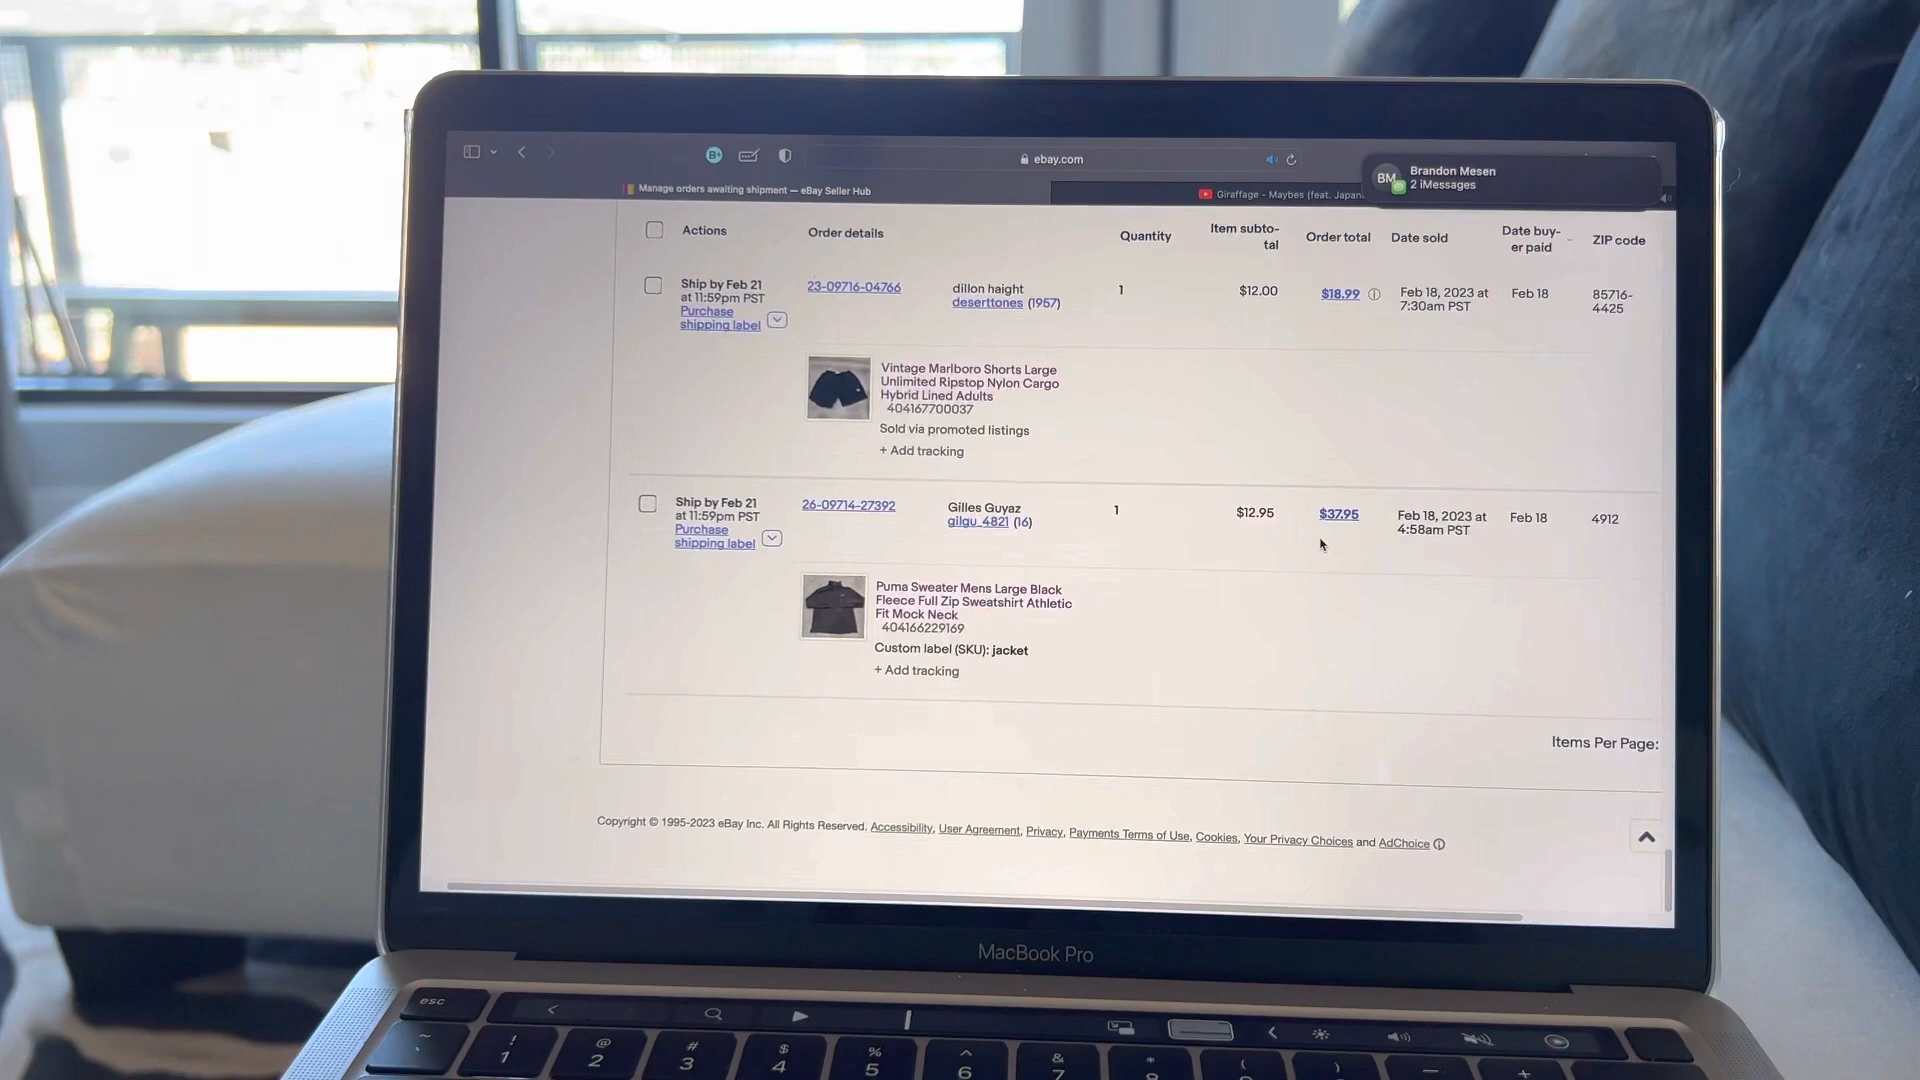 ebay.com
Brandon Mesen
BM
2 iMessages
Manage orders awaiting shipment — eBay Seller Hub
Giraffage - Maybes (feat. Japan
Actions
Order details
Quantity
Item subto-
tal
Order total
Date sold
Date buy-
er paid
ZIP code
Ship by Feb 21
at 11:59pm PST
Purchase
shipping label
23-09716-04766
dillon haight
deserttones (1957)
1
$12.00
$18.99
Feb 18, 2023 at
7:30am PST
Feb 18
85716-
4425
Vintage Marlboro Shorts Large
Unlimited Ripstop Nylon Cargo
Hybrid Lined Adults
404167700037
Sold via promoted listings
+ Add tracking
Ship by Feb 21
at 11:59pm PST
Purchase
shipping label
26-09714-27392
Gilles Guyaz
gilgu_4821 (16)
1
$12.95
$37.95
Feb 18, 2023 at
4:58am PST
Feb 18
4912
Puma Sweater Mens Large Black
Fleece Full Zip Sweatshirt Athletic
Fit Mock Neck
404166229169
Custom label (SKU): jacket
+ Add tracking
Items Per Page:
Copyright © 1995-2023 eBay Inc. All Rights Reserved. Accessibility, User Agreement, Privacy, Payments Terms of Use, Cookies, Your Privacy Choices and AdChoice
MacBook Pro
esc
~ ! @ # $ % ^ & * ( ) — +
1 2 3 4 5 6 7 8